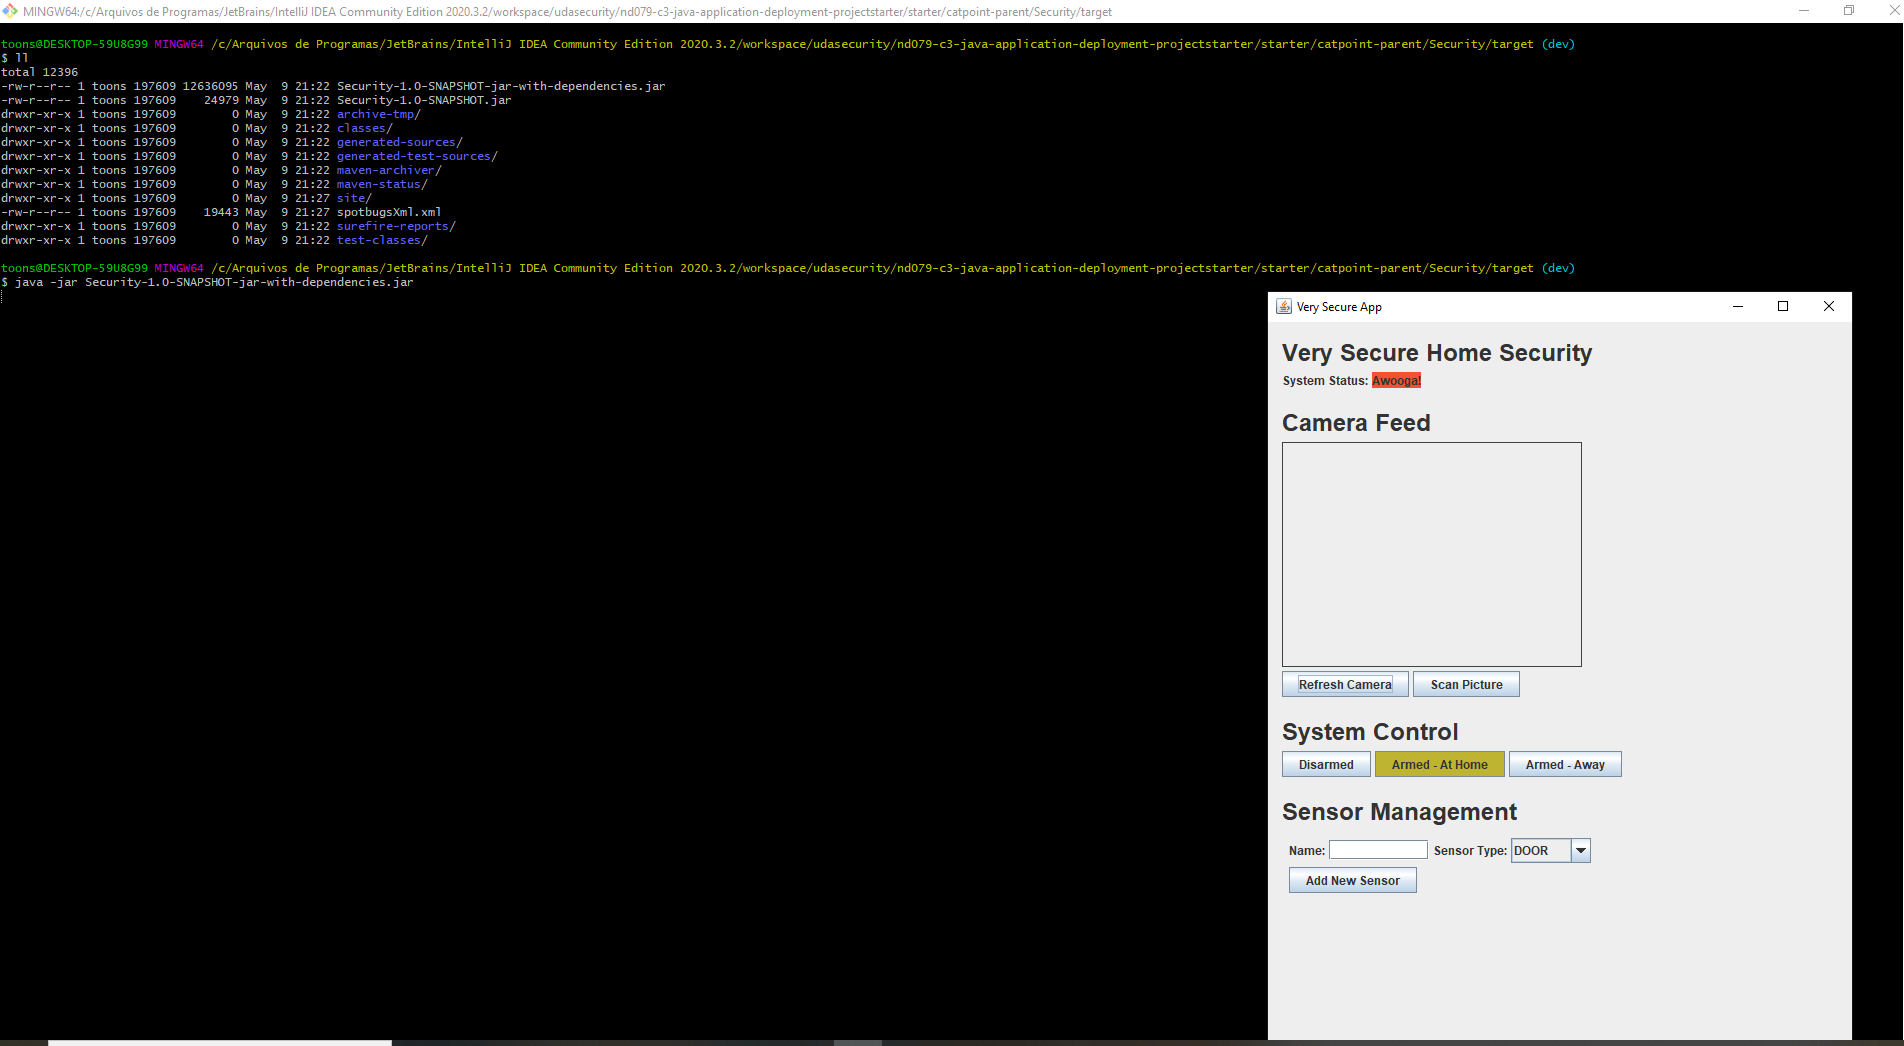 MINGW64:/c/Arquivos de Programas/JetBrains/IntelliJ IDEA Community Edition 2020.3.2/workspace/udasecurity/nd079-c3-java-application-deployment-projectstarter/starter/catpoint-parent/Security/target
toons@DESKTOP-59U8G99 MINGW64 /c/Arquivos de Programas/JetBrains/IntelliJ IDEA Community Edition 2020.3.2/workspace/udasecurity/nd079-c3-java-application-deployment-projectstarter/starter/catpoint-parent/Security/target (dev)
$ ll
total 12396
-rw-r--r-- 1 toons 197609 12636095 May  9 21:22 Security-1.0-SNAPSHOT-jar-with-dependencies.jar
-rw-r--r-- 1 toons 197609    24979 May  9 21:22 Security-1.0-SNAPSHOT.jar
drwxr-xr-x 1 toons 197609        0 May  9 21:22 archive-tmp/
drwxr-xr-x 1 toons 197609        0 May  9 21:22 classes/
drwxr-xr-x 1 toons 197609        0 May  9 21:22 generated-sources/
drwxr-xr-x 1 toons 197609        0 May  9 21:22 generated-test-sources/
drwxr-xr-x 1 toons 197609        0 May  9 21:22 maven-archiver/
drwxr-xr-x 1 toons 197609        0 May  9 21:22 maven-status/
drwxr-xr-x 1 toons 197609        0 May  9 21:27 site/
-rw-r--r-- 1 toons 197609    19443 May  9 21:27 spotbugsXml.xml
drwxr-xr-x 1 toons 197609        0 May  9 21:22 surefire-reports/
drwxr-xr-x 1 toons 197609        0 May  9 21:22 test-classes/
toons@DESKTOP-59U8G99 MINGW64 /c/Arquivos de Programas/JetBrains/IntelliJ IDEA Community Edition 2020.3.2/workspace/udasecurity/nd079-c3-java-application-deployment-projectstarter/starter/catpoint-parent/Security/target (dev)
$ java -jar Security-1.0-SNAPSHOT-jar-with-dependencies.jar
Very Secure App
Very Secure Home Security
System Status: Awooga!
Camera Feed
Refresh Camera Scan Picture
System Control
Disarmed Armed - At Home Armed - Away
Sensor Management
Name: Sensor Type: DOOR
Add New Sensor